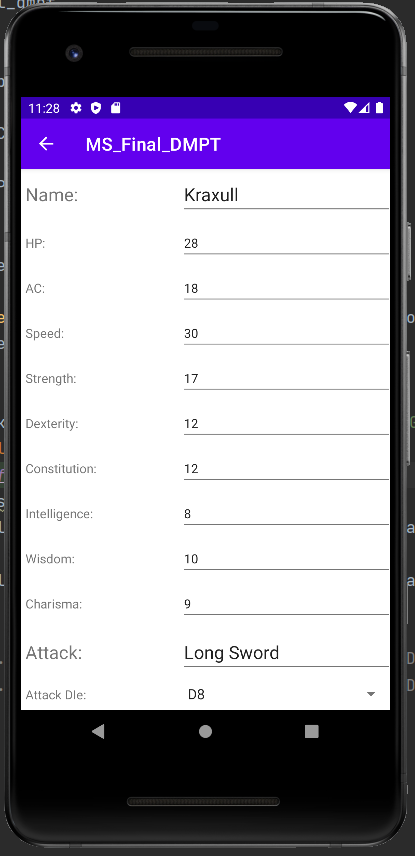 11:28
MS_Final_DMPT
Name: Kraxull
HP: 28
AC: 18
Speed: 30
Strength: 17
Dexterity: 12
Constitution: 12
Intelligence: 8
Wisdom: 10
Charisma: 9
Attack: Long Sword
Attack DIe: D8